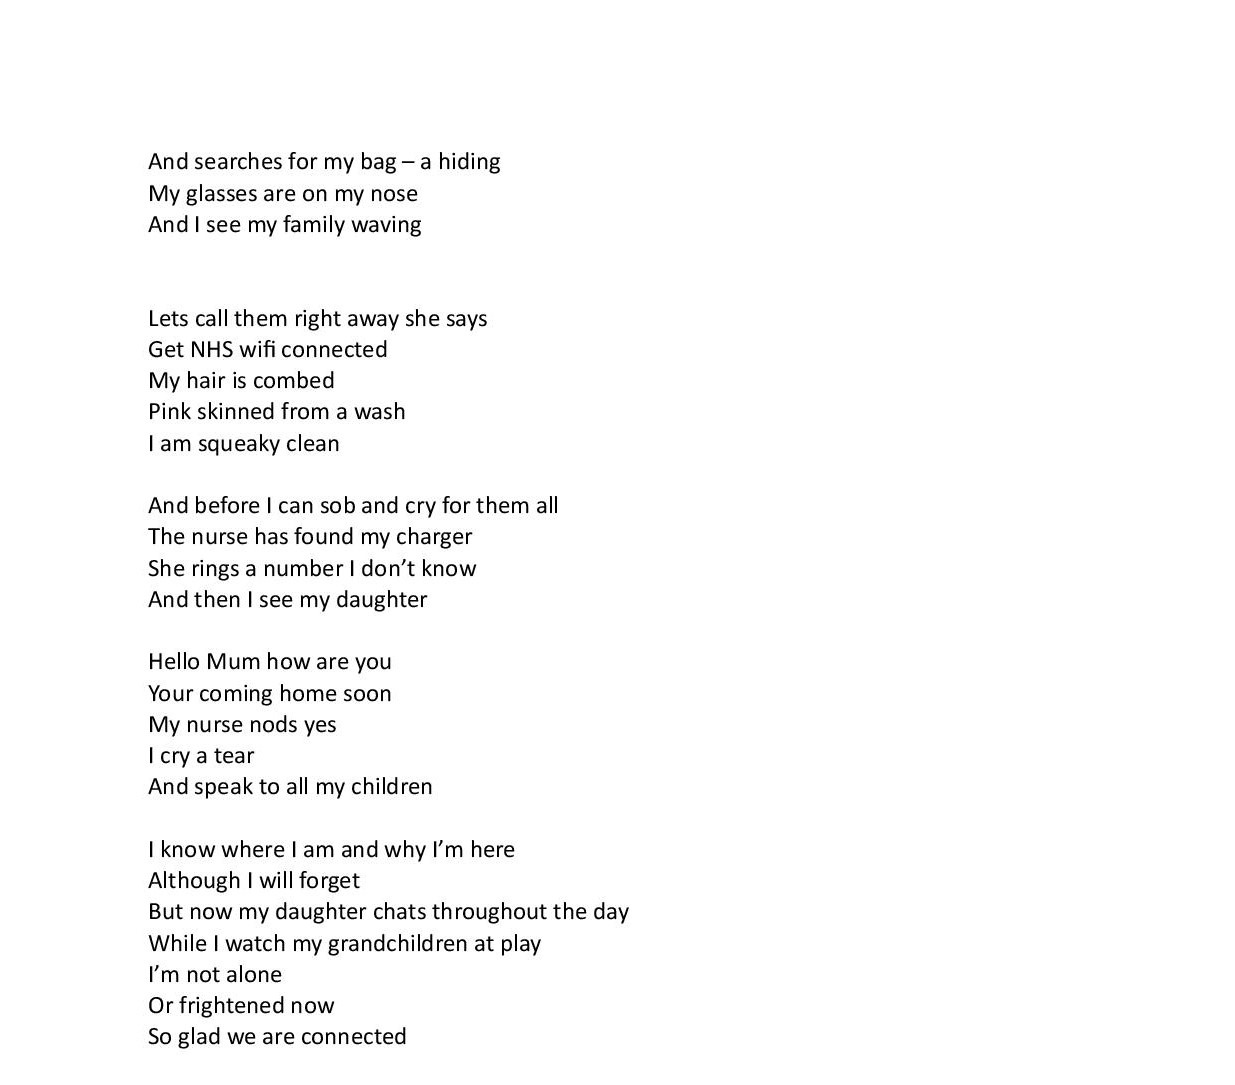 And searches for my bag – a hiding
My glasses are on my nose
And I see my family waving
Lets call them right away she says
Get NHS wifi connected
My hair is combed
Pink skinned from a wash
I am squeaky clean
And before I can sob and cry for them all
The nurse has found my charger
She rings a number I don’t know
And then I see my daughter
Hello Mum how are you
Your coming home soon
My nurse nods yes
I cry a tear
And speak to all my children
I know where I am and why I’m here
Although I will forget
But now my daughter chats throughout the day
While I watch my grandchildren at play
I’m not alone
Or frightened now
So glad we are connected